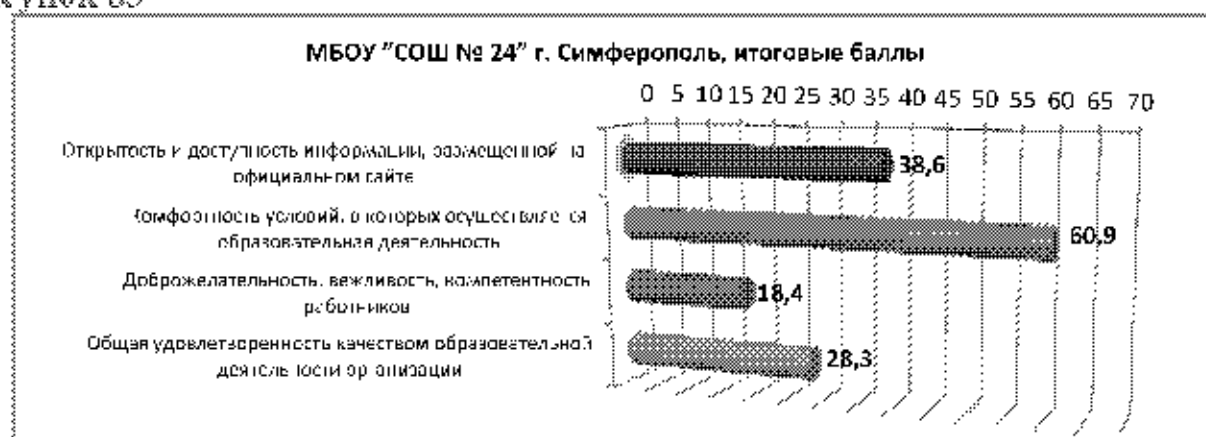 МБОУ "СОШ № 24" г. Симферополь, итоговые баллы
0 5 10 15 20 25 30 35 40 45 50 55 60 65 70
Открытость и доступность информации, размещенной на
официальном сайте
38,6
Комфортность условий, в которых осуществляется
образовательная деятельность
60,9
Доброжелательность, вежливость, компетентность
работников
18,4
Общая удовлетворенность качеством образовательной
деятельности организации
28,3